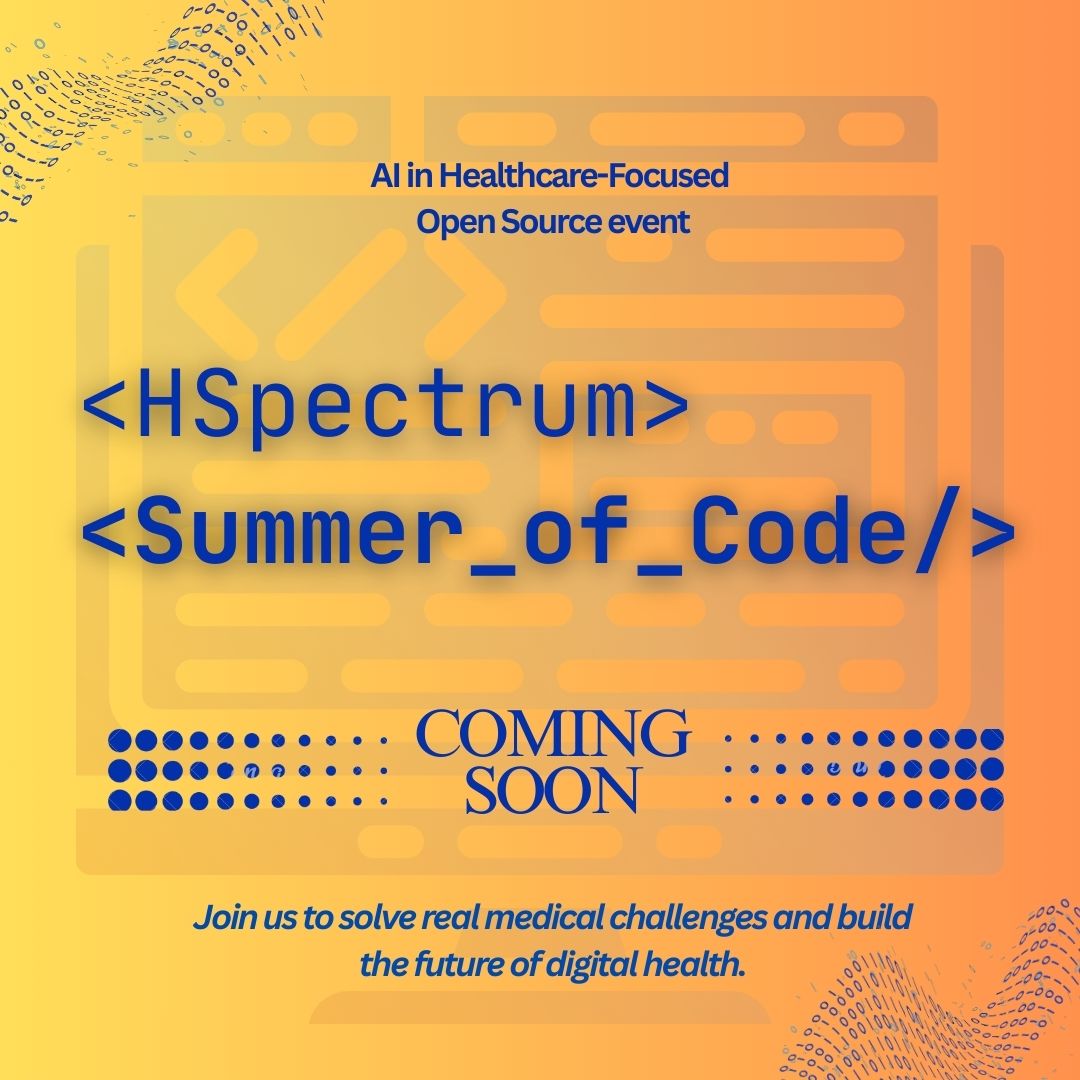 AI in Healthcare-Focused
Open Source event
<HSpectrum>
<Summer_of_Code/>
COMING
SOON
Join us to solve real medical challenges and build
the future of digital health.